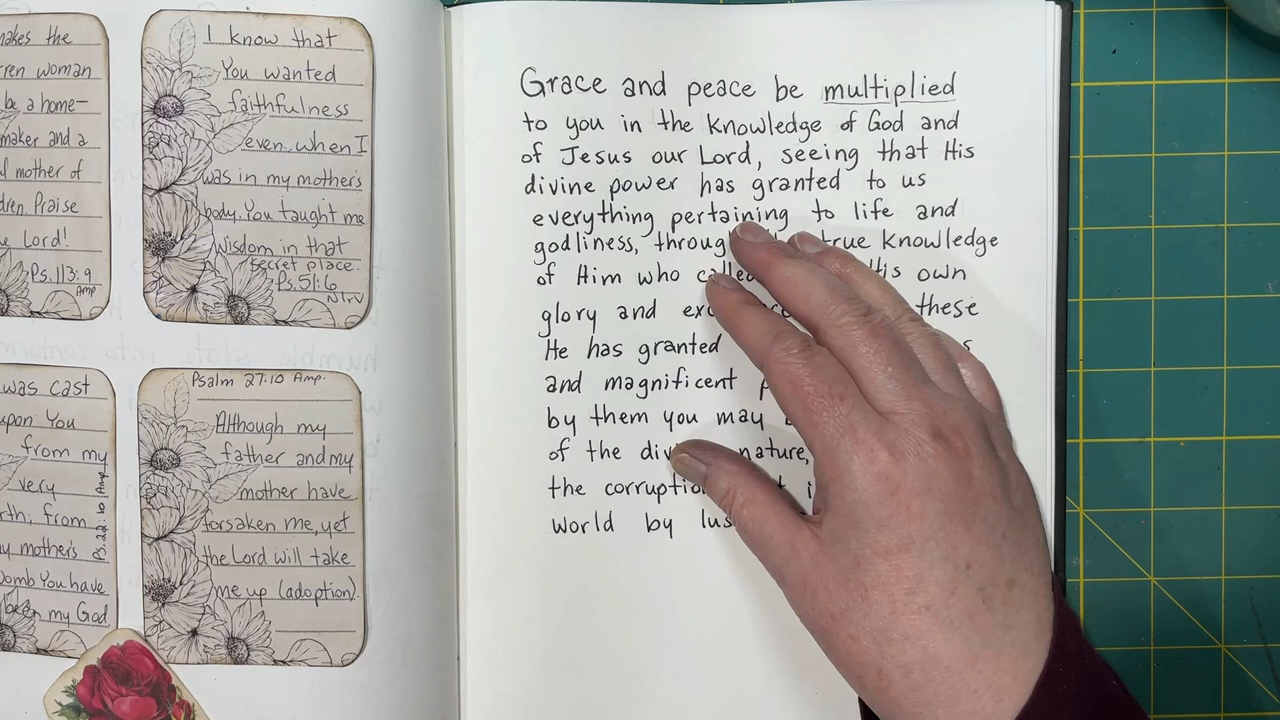 akes the
rren woman
be a home-
maker and a
l mother of
dren. Praise
e Lord!
Ps. 113:9
Amp
I know that
You wanted
faithfulness
even..when I
was in my mother's
body. You taught me
Wisdom in that
secret place.
Ps. 51:6
NIrV
was cast
upon You
from my
very
rth, from
y mother's
omb You have
been my God
Ps. 22:10 Amp
Psalm 27:10 Amp.
Although my
father and my
mother have
forsaken me, yet
the Lord will take
me up (adoption).
Grace and peace be multiplied
to you in the knowledge of God and
of Jesus our Lord, seeing that His
divine power has granted to us
everything pertaining to life and
godliness, throug true knowledge
of Him who called His own
glory and exc these
He has granted s
and magnificent p
by them you may
of the div nature,
the corruption t i
world by lus